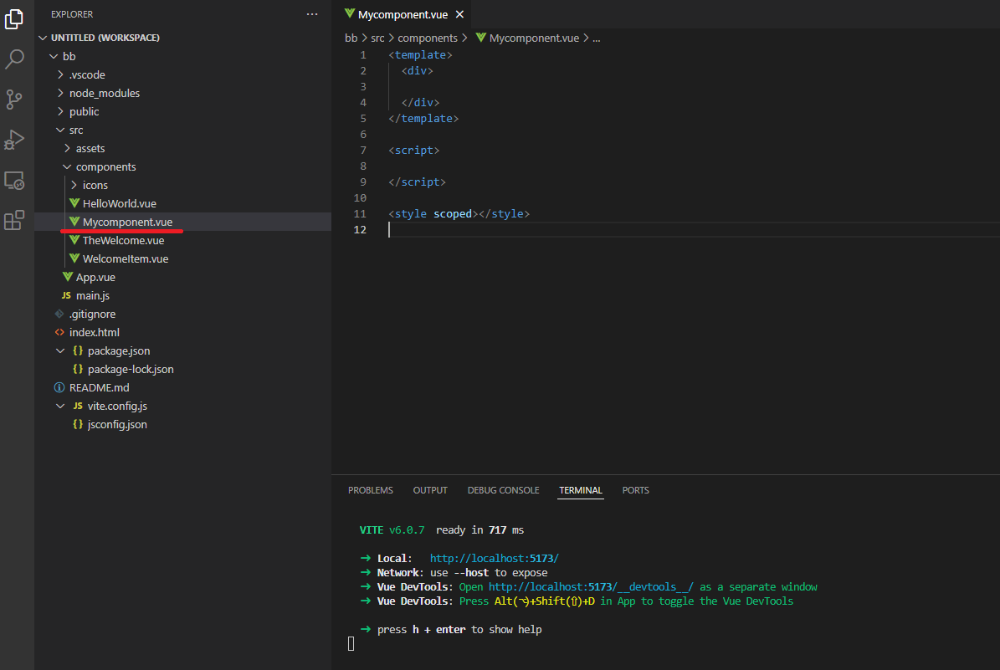 EXPLORER ...
UNTITLED (WORKSPACE)
bb
.vscode
node_modules
public
src
assets
components
icons
HelloWorld.vue
Mycomponent.vue
TheWelcome.vue
WelcomeItem.vue
App.vue
JS main.js
.gitignore
<> index.html
{} package.json
{} package-lock.json
README.md
JS vite.config.js
{} jsconfig.json
Mycomponent.vue ×
bb > src > components > Mycomponent.vue > ...
1 <template>
2 <div>
3
4 </div>
5 </template>
6
7 <script>
8
9 </script>
10
11 <style scoped></style>
12
PROBLEMS OUTPUT DEBUG CONSOLE TERMINAL PORTS
VITE v6.0.7 ready in 717 ms
➜ Local: http://localhost:5173/
➜ Network: use --host to expose
➜ Vue DevTools: Open http://localhost:5173/__devtools__/ as a separate window
➜ Vue DevTools: Press Alt(⌥)+Shift(⇧)+D in App to toggle the Vue DevTools
➜ press h + enter to show help